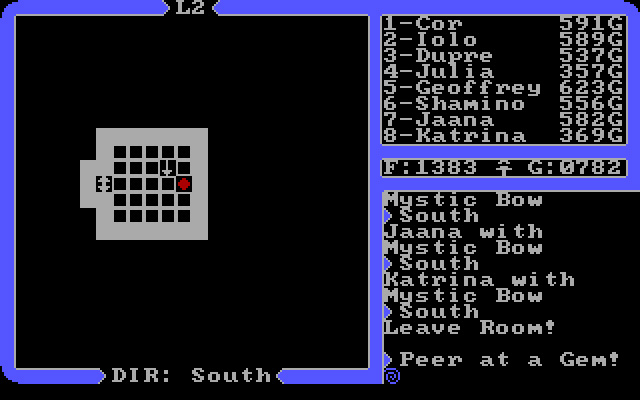 L2
1-Cor 591G
2-Iolo 589G
3-Dupre 537G
4-Julia 357G
5-Geoffrey 623G
6-Shamino 556G
7-Jaana 582G
8-Katrina 369G
F:1383 G:0782
Mystic Bow
South
Jaana with
Mystic Bow
South
Katrina with
Mystic Bow
South
Leave Room!
Peer at a Gem!
DIR: South